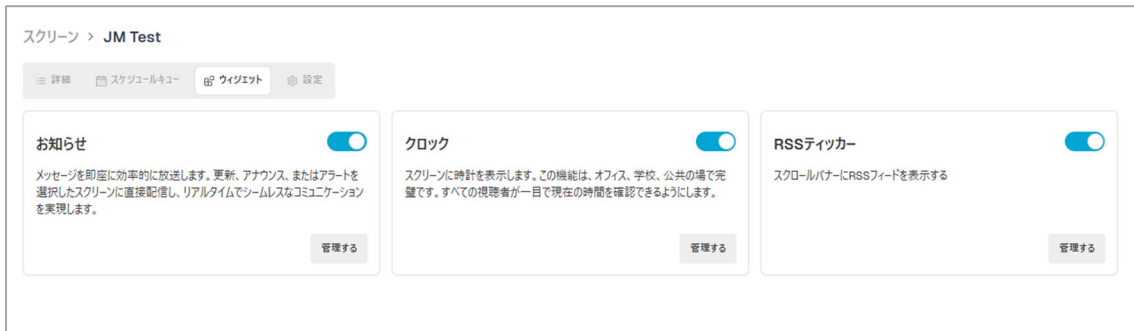 スクリーン > JM Test
詳細 スケジュールキュー ウィジェット 設定
お知らせ
メッセージを即座に効率的に放送します。更新、アナウンス、またはアラートを
選択したスクリーンに直接配信し、リアルタイムでシームレスなコミュニケーション
を実現します。
管理する
クロック
スクリーンに時計を表示します。この機能は、オフィス、学校、公共の場で完
璧です。すべての視聴者が一目で現在の時間を確認できるようにします。
管理する
RSSティッカー
スクロールバナーにRSSフィードを表示する
管理する